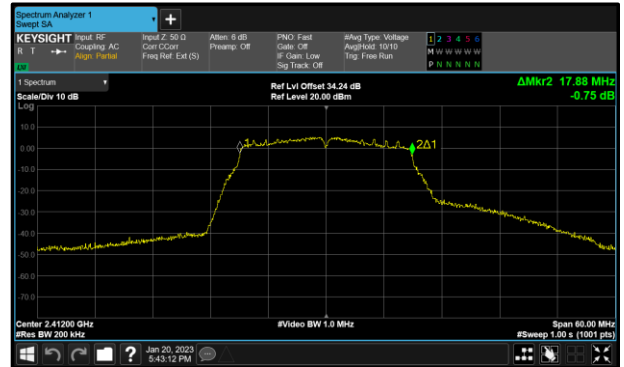 Spectrum Analyzer 1
Swept SA
+
KEYSIGHT
R T
LXI
Input: RF
Coupling: AC
Align: Partial
Input Z: 50 Ω
Corr CCorr
Freq Ref: Ext (S)
Atten: 6 dB
Preamp: Off
PNO: Fast
Gate: Off
IF Gain: Low
Sig Track: Off
#Avg Type: Voltage
Avg|Hold: 10/10
Trig: Free Run
1 2 3 4 5 6
M W W W W W
P N N N N N
1 Spectrum
Scale/Div 10 dB
Ref Lvl Offset 34.24 dB
Ref Level 20.00 dBm
ΔMkr2 17.88 MHz
-0.75 dB
Log
10.0
0.00
-10.0
-20.0
-30.0
-40.0
-50.0
-60.0
-70.0
1
2Δ1
Center 2.41200 GHz
#Res BW 200 kHz
#Video BW 1.0 MHz
Span 60.00 MHz
#Sweep 1.00 s (1001 pts)
?
Jan 20, 2023
5:43:12 PM